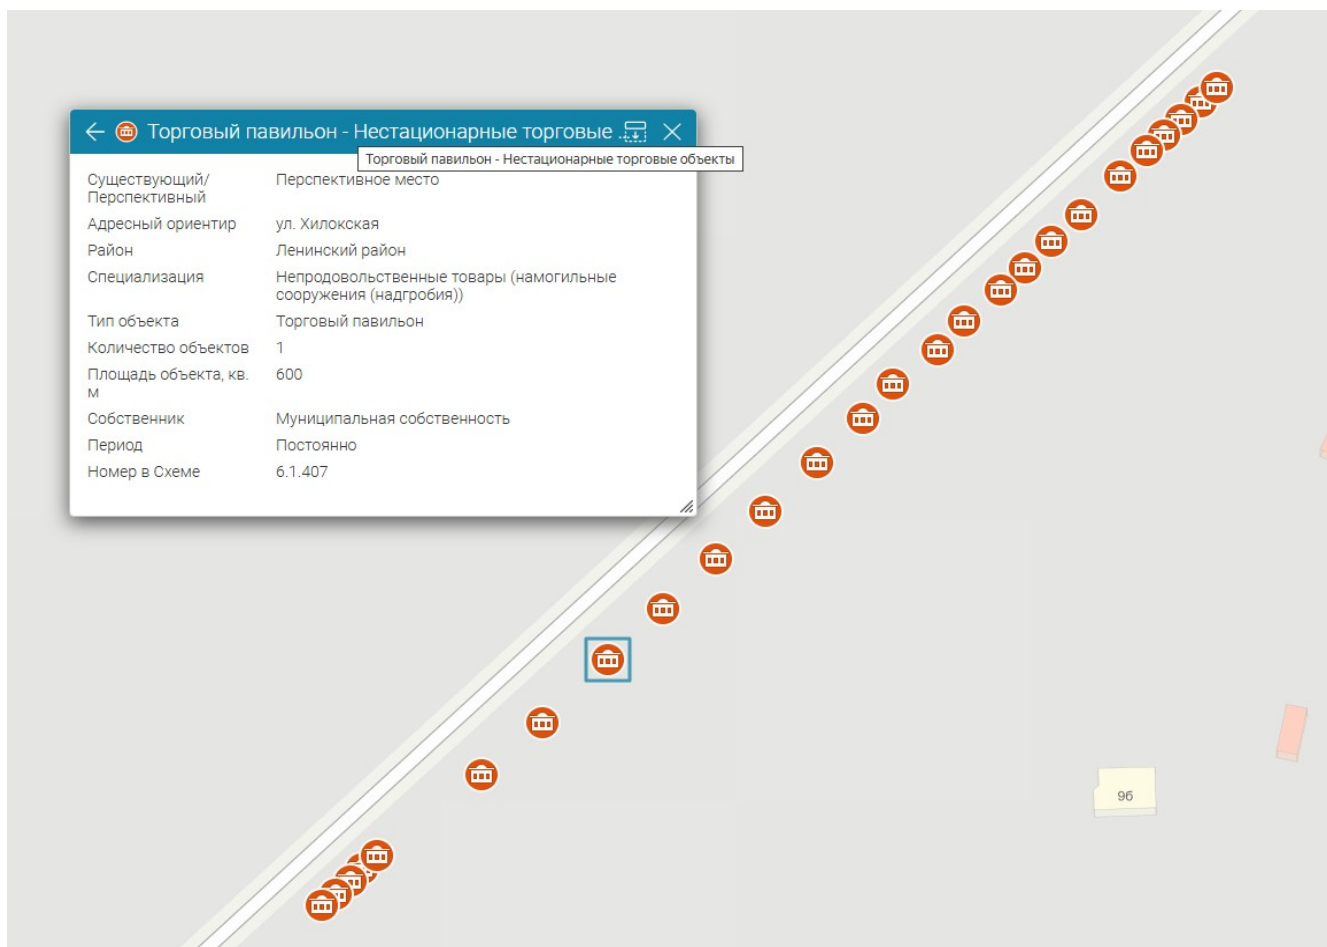 Торговый павильон - Нестационарные торговые ...
Торговый павильон - Нестационарные торговые объекты
Существующий/ Перспективное место
Перспективный
Адресный ориентир ул. Хилокская
Район Ленинский район
Специализация Непродовольственные товары (намогильные
сооружения (надгробия))
Тип объекта Торговый павильон
Количество объектов 1
Площадь объекта, кв. 600
м
Собственник Муниципальная собственность
Период Постоянно
Номер в Схеме 6.1.407
9б